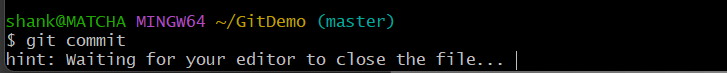 shank@MATCHA MINGW64 ~/GitDemo (master)
$ git commit
hint: Waiting for your editor to close the file...